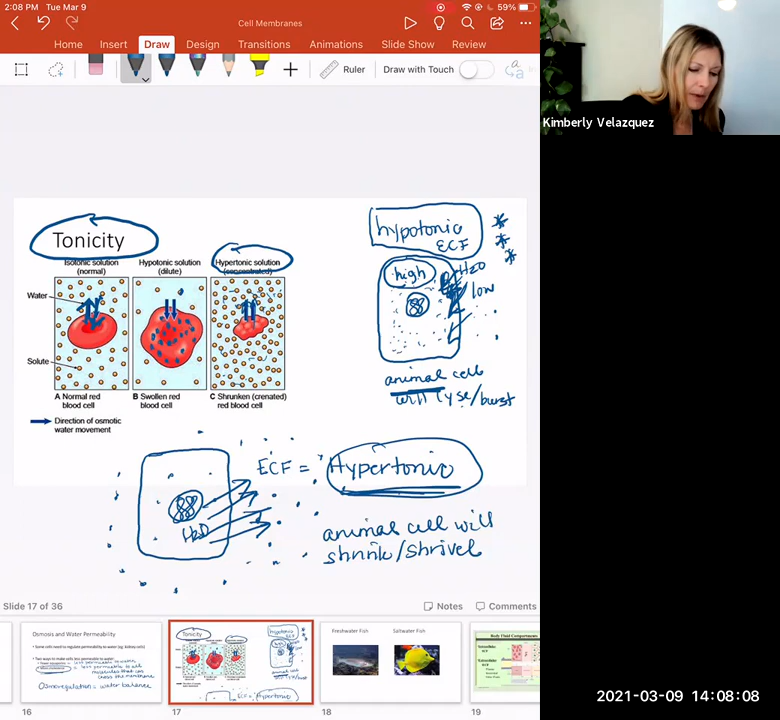 2:08 PM Tue Mar 9
59%
Cell Membranes
Home Insert Draw Design Transitions Animations Slide Show Review
Ruler
Draw with Touch
Kimberly Velazquez
Tonicity
Isotonic solution
(normal)
Hypotonic solution
(dilute)
Hypertonic solution
(concentrated)
Water
Solute
A Normal red
blood cell
B Swollen red
blood cell
C Shrunken (crenated)
red blood cell
Direction of osmotic
water movement
hypotonic
ECF
high
H2O
low
animal cell
will lyse/burst
ECF = Hypertonic
H2O
animal cell will
shrink/shrivel
Slide 17 of 36
Notes
Comments
Osmosis and Water Permeability
Osmoregulation = water balance
16
Tonicity
17
Freshwater Fish
Saltwater Fish
18
Body Fluid Compartments
19
2021-03-09 14:08:08